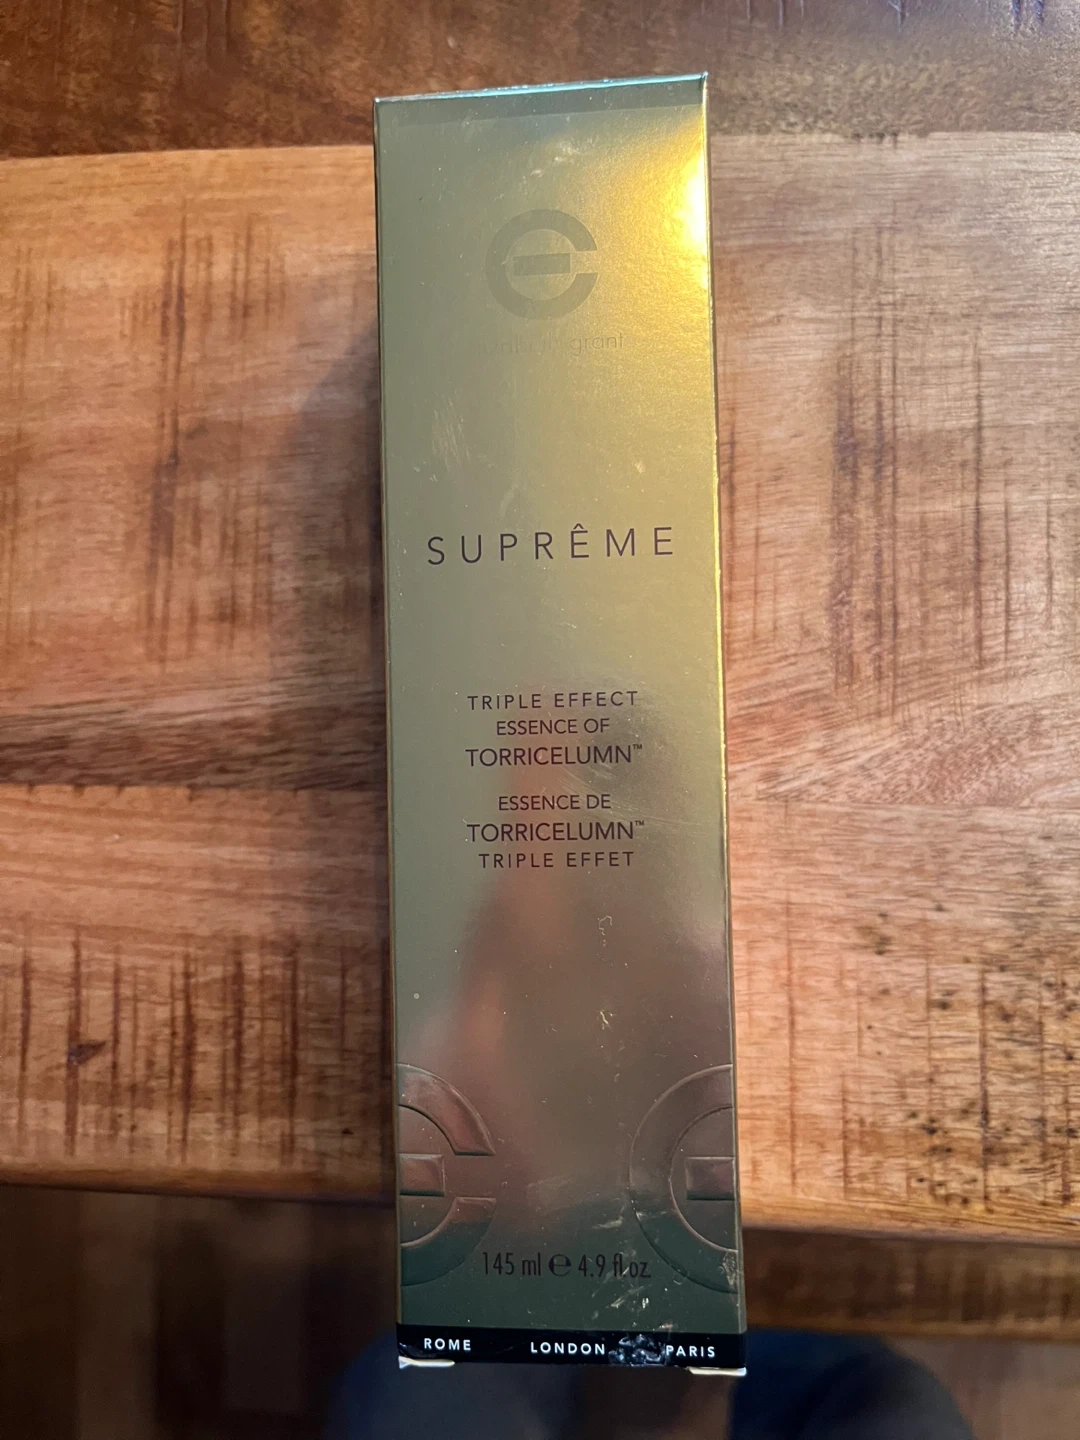 grant
SUPRÊME
TRIPLE EFFECT
ESSENCE OF
TORRICELUMN™
ESSENCE DE
TORRICELUMN™
TRIPLE EFFET
145 ml ℮ 4.9 fl.oz.
ROME LONDON PARIS